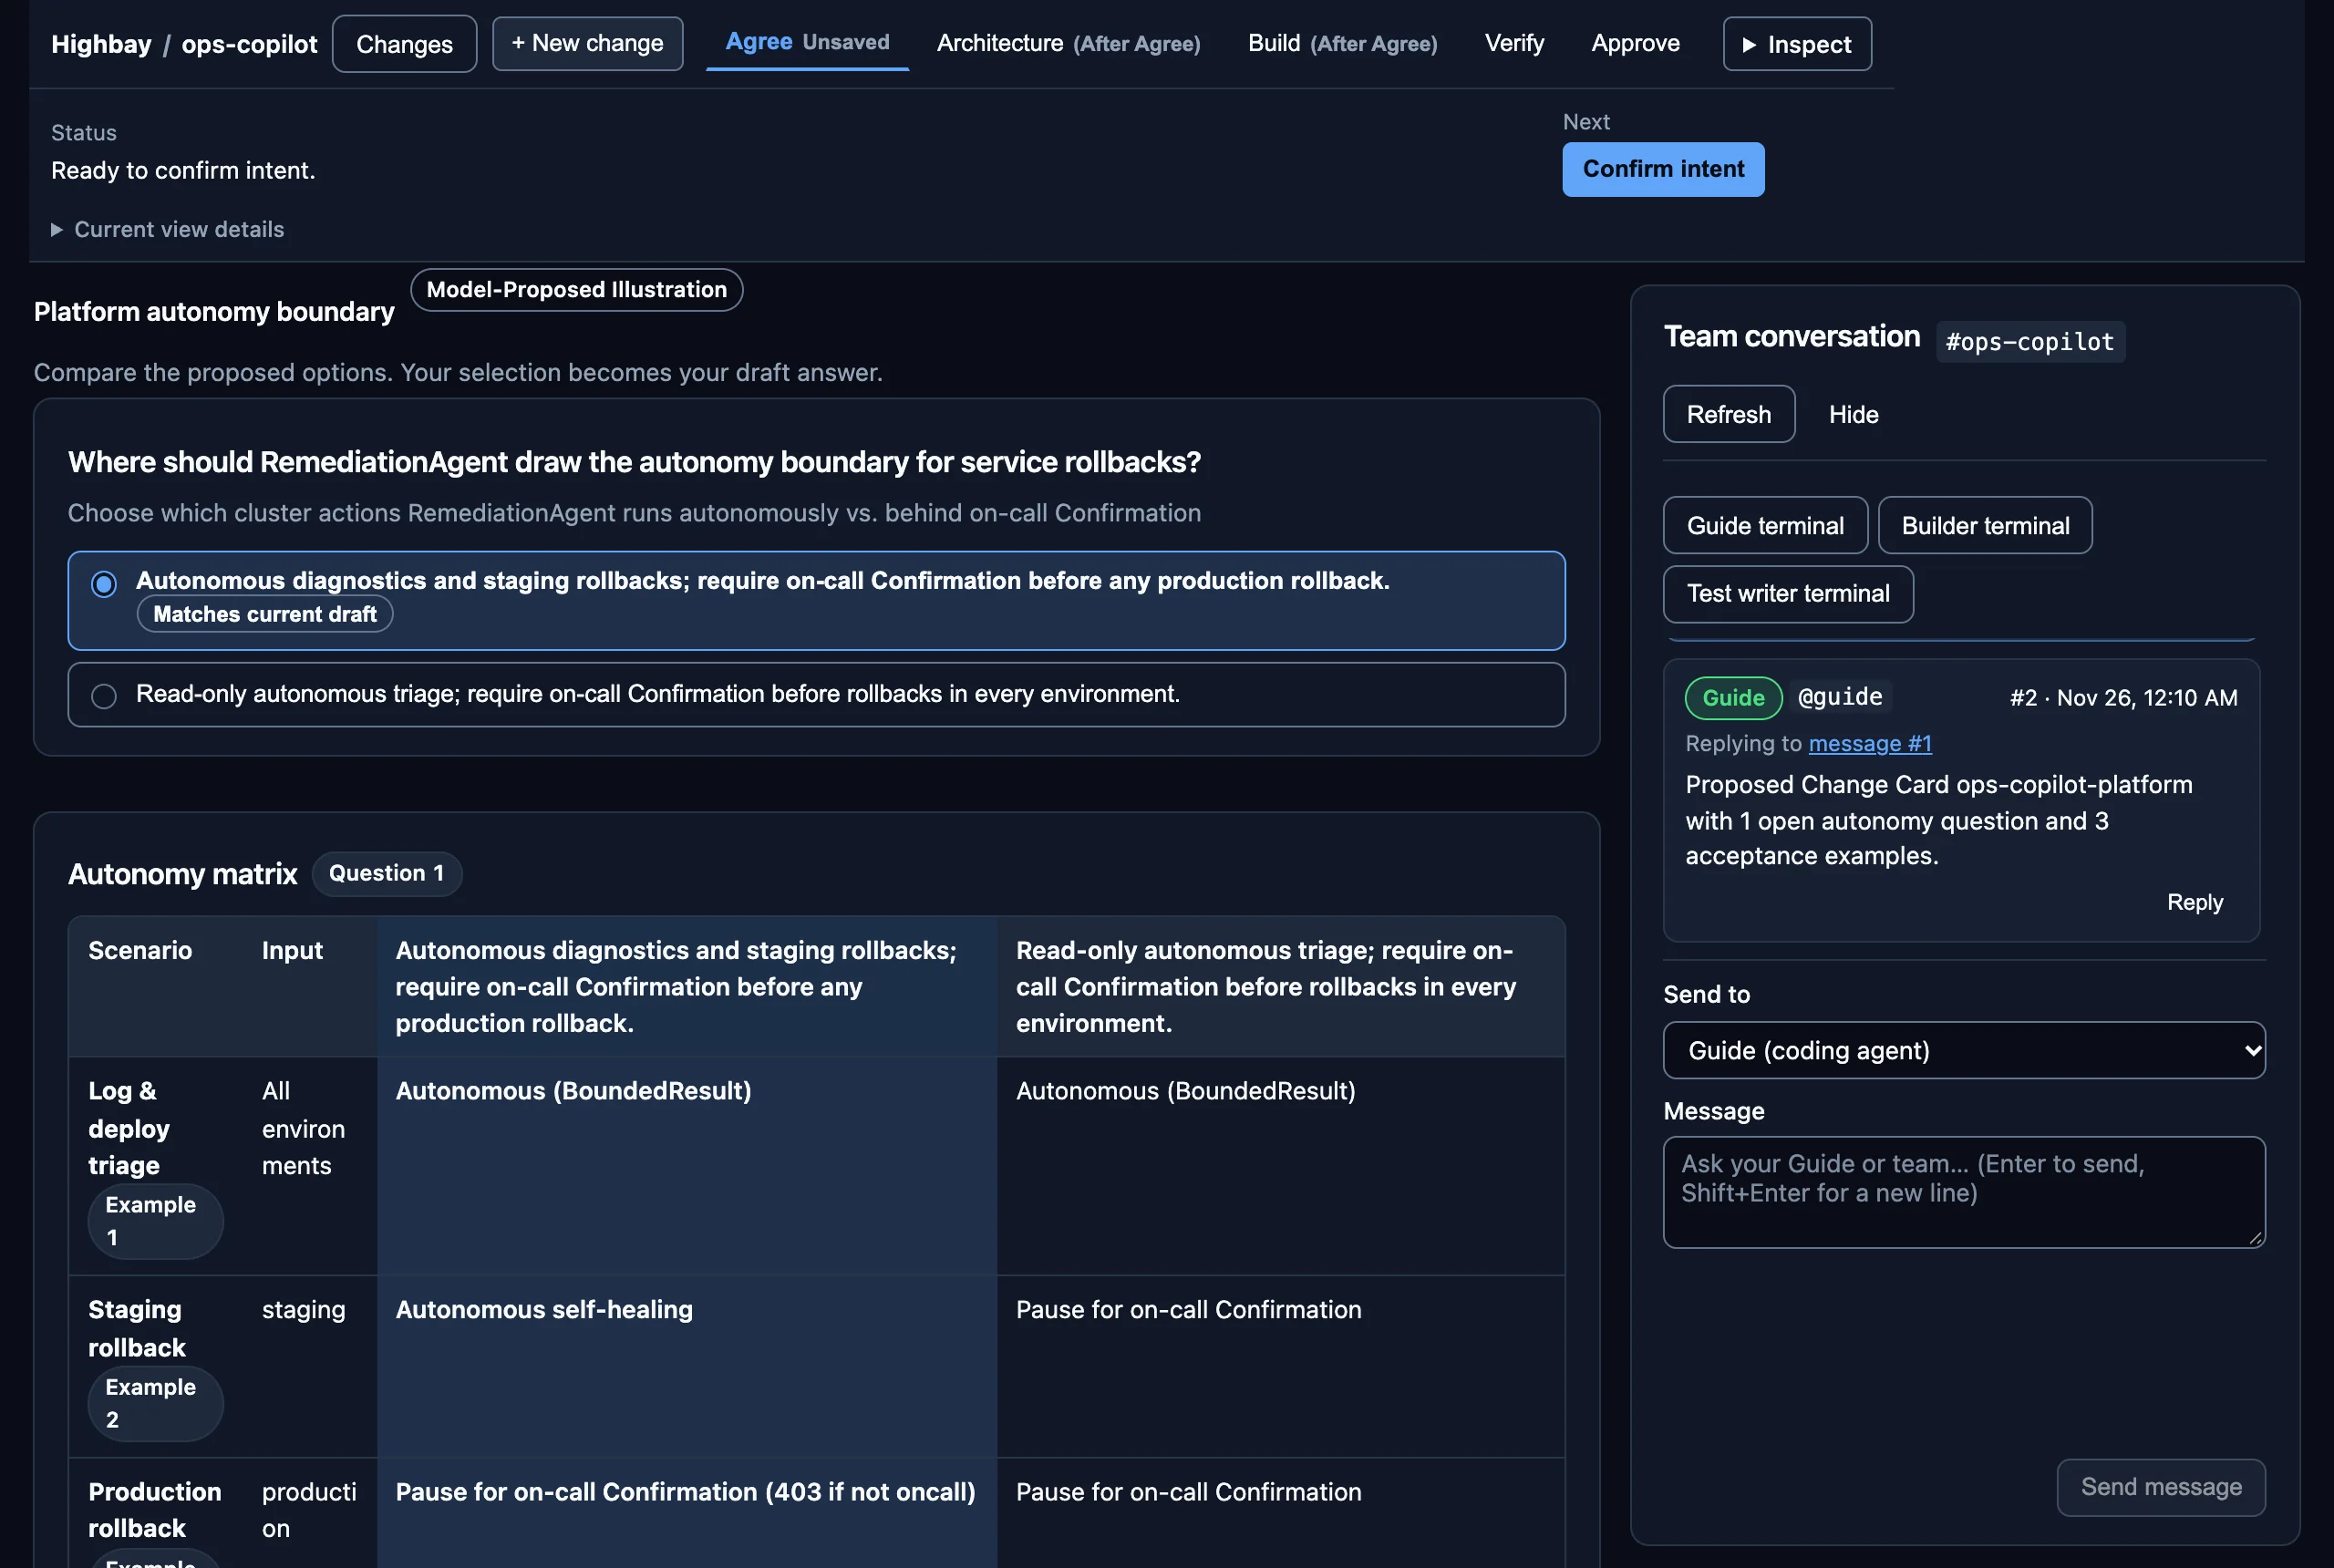 Highbay / ops-copilot Changes + New change Agree Unsaved Architecture (After Agree) Build (After Agree) Verify Approve ▶ Inspect
Status
Ready to confirm intent.
Next
Confirm intent
▶ Current view details
Platform autonomy boundary Model-Proposed Illustration
Compare the proposed options. Your selection becomes your draft answer.
Where should RemediationAgent draw the autonomy boundary for service rollbacks?
Choose which cluster actions RemediationAgent runs autonomously vs. behind on-call Confirmation
Autonomous diagnostics and staging rollbacks; require on-call Confirmation before any production rollback.
Matches current draft
Read-only autonomous triage; require on-call Confirmation before rollbacks in every environment.
Autonomy matrix Question 1
Scenario
Input
Autonomous diagnostics and staging rollbacks;
require on-call Confirmation before any
production rollback.
Read-only autonomous triage; require on-
call Confirmation before rollbacks in every
environment.
Log &
deploy
triage
Example
1
All
environ
ments
Autonomous (BoundedResult)
Autonomous (BoundedResult)
Staging
rollback
Example
2
staging
Autonomous self-healing
Pause for on-call Confirmation
Production
rollback
Example
producti
on
Pause for on-call Confirmation (403 if not oncall)
Pause for on-call Confirmation
Team conversation #ops-copilot
Refresh Hide
Guide terminal Builder terminal
Test writer terminal
Guide @guide #2 · Nov 26, 12:10 AM
Replying to message #1
Proposed Change Card ops-copilot-platform
with 1 open autonomy question and 3
acceptance examples.
Reply
Send to
Guide (coding agent)
Message
Ask your Guide or team... (Enter to send,
Shift+Enter for a new line)
Send message